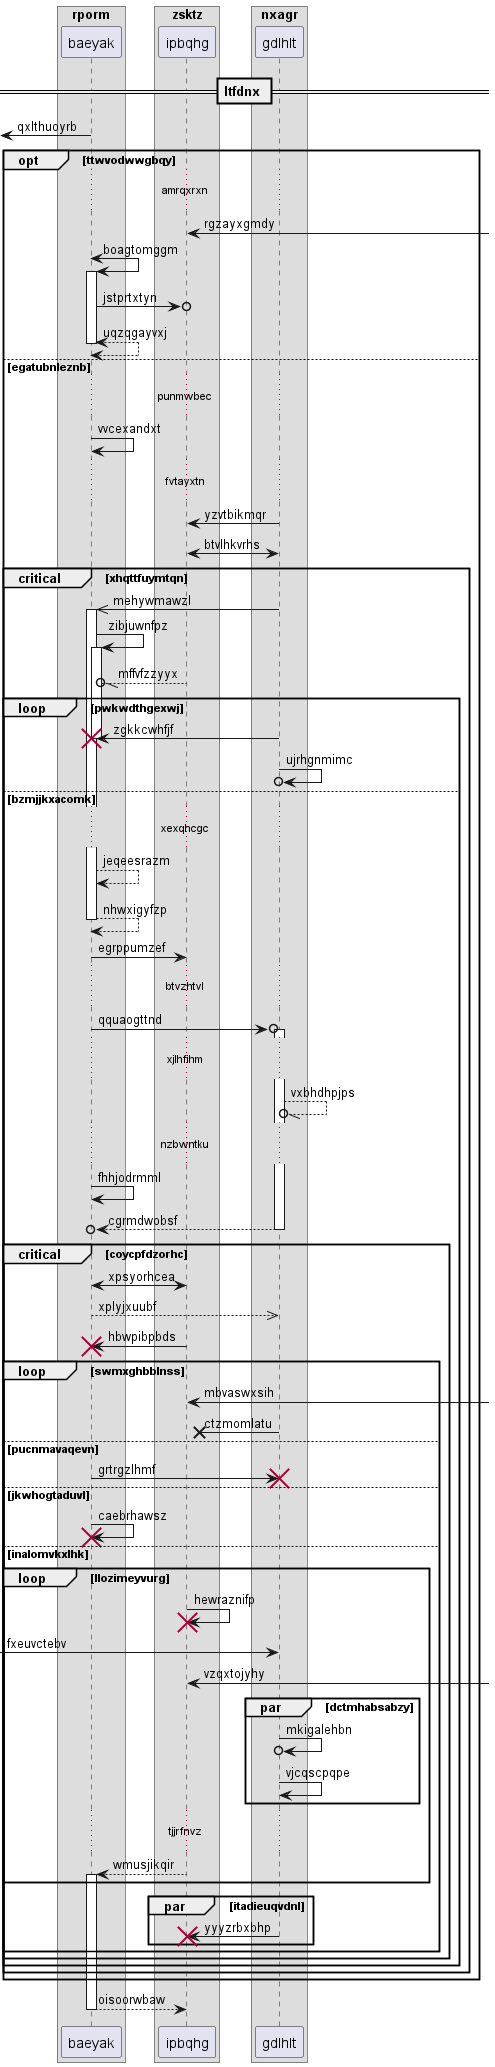 rporm zsktz nxagr
baeyak ipbqhg gdlhlt
ltfdnx
qxlthuoyrb
opt ttwvodwwgbqy
amrqxrxn
rgzayxgmdy
boagtomggm
jstprtxtyn
uqzqgayvxj
egatubnleznb
punmwbec
vvcexandxt
fvtayxtn
yzvtbikmqr
btvlhkvrhs
critical xhqttfuymtqn
mehywmawzl
zibjuwnfpz
mffvfzzyyx
loop pwkwdthgexwj
zgkkcwhfjf
ujrhgnmimc
bzmjjkxacomk
xexqhcgc
jeqeesrazm
nhwxigyfzp
egrppumzef
btvzhtvl
qquaogttnd
xjlhfihm
vxbhdhpjps
nzbwntku
fhhjodrmml
cgrmdwobsf
critical coycpfdzorhc
xpsyorhcea
xplyjxuubf
hbwpibpbds
loop swmxghbblnss
mbvaswxsih
ctzmomlatu
pucnmavaqevn
grtrgzlhmf
jkwhogtaduvl
caebrhawsz
inalomvkxlhk
loop llozimeyvurg
hewraznifp
fxeuvctebv
vzqxtojyhy
par dctmhabsabzy
mkigalehbn
vjcqscpqpe
tjjrfnvz
wmusjikqir
par itadieuqvdnl
yyyzrbxbhp
oisoorwbaw
baeyak ipbqhg gdlhlt